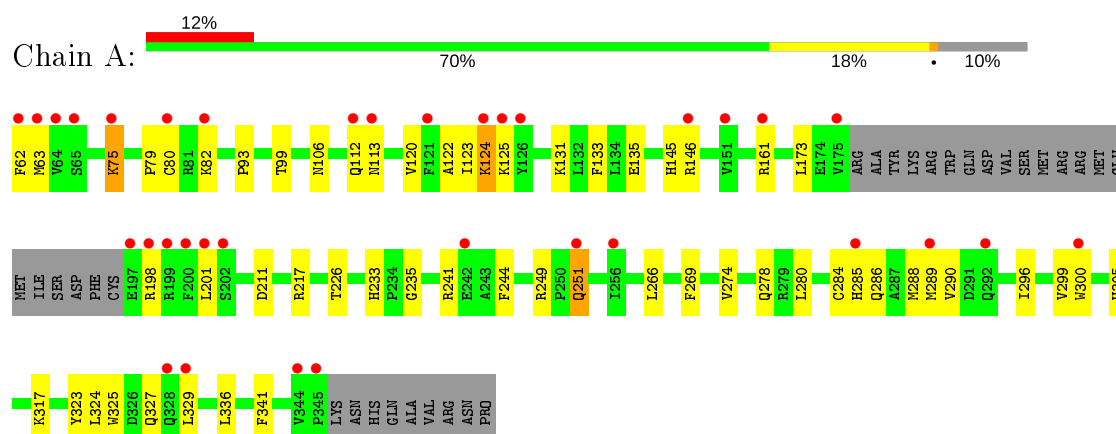 12%
Chain A:
70% 18% • 10%
F62 M63 V64 S65 K75 P79 C80 R81 K82 P93 T99 N106 Q112 N113 V120 F121 A122 I123 K124 K125 Y126 K131 L132 F133 L134 E135 H145 R146 V151 R161 L173 E174 V175 ARG ALA TYR LYS ARG TRP GLN ASP VAL SER MET ARG ARG MET
MET ILE SER ASP PHE CYS E197 R198 R199 F200 L201 S202 D211 R217 T226 H233 P234 G235 R241 E242 A243 F244 R249 P250 Q251 I256 L266 F269 V274 Q278 R279 L280 C284 H285 Q286 A287 M288 M289 V290 D291 Q292 I296 V299 W300
K317 Y323 L324 W325 D326 Q327 Q328 L329 L336 F341 V344 P345 LYS ASN HIS GLN ALA VAL ARG ASN PRO